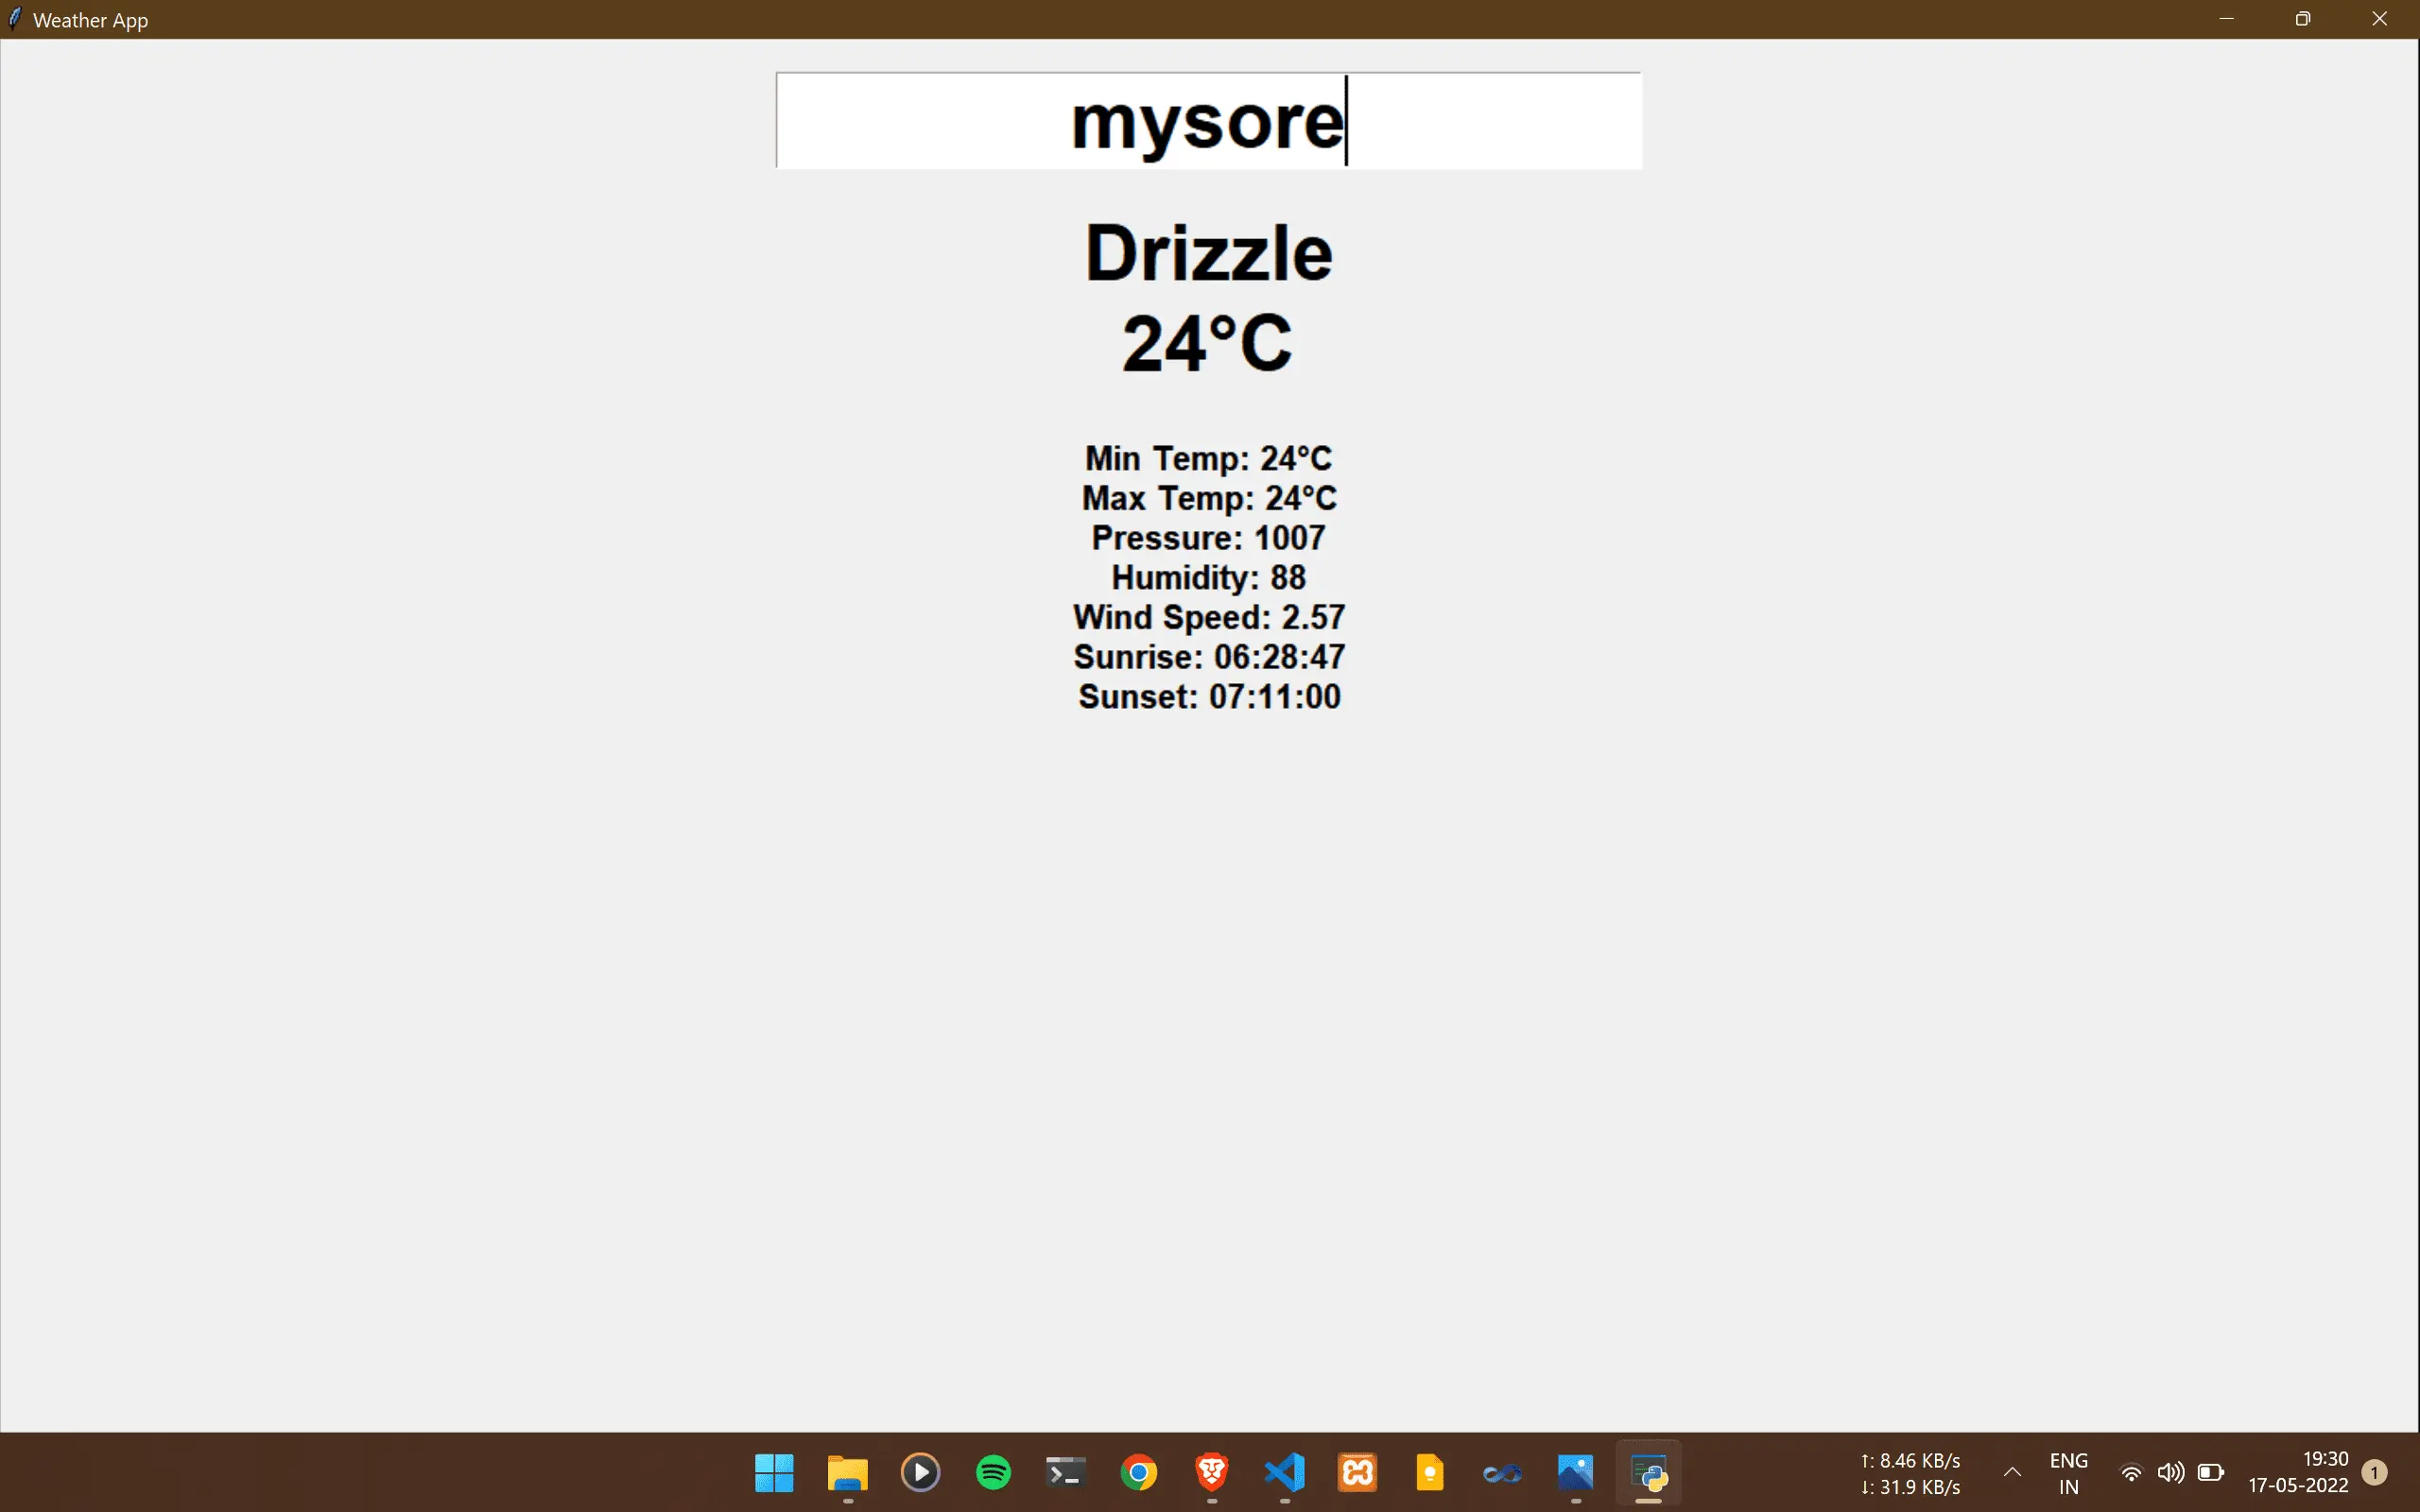 Weather App
mysore
Drizzle
24°C
Min Temp: 24°C
Max Temp: 24°C
Pressure: 1007
Humidity: 88
Wind Speed: 2.57
Sunrise: 06:28:47
Sunset: 07:11:00
↑: 8.46 KB/s
↓: 31.9 KB/s
ENG
IN
19:30
17-05-2022
1